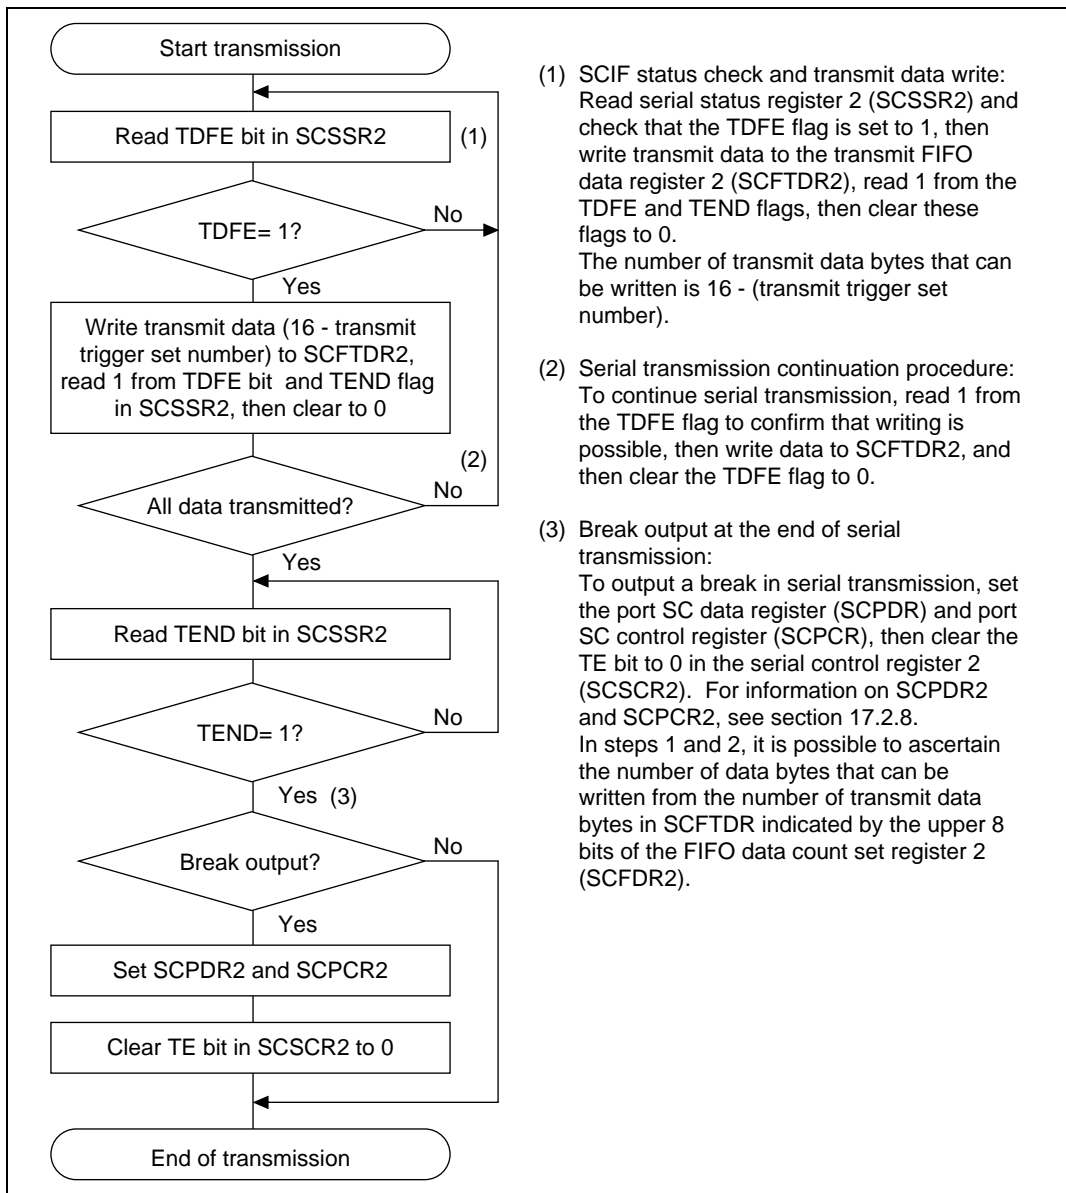 Start transmission
Read TDFE bit in SCSSR2
(1)
TDFE= 1?
No
Yes
Write transmit data (16 - transmit
trigger set number) to SCFTDR2,
read 1 from TDFE bit  and TEND flag
in SCSSR2, then clear to 0
(2)
All data transmitted?
No
Yes
Read TEND bit in SCSSR2
TEND= 1?
No
Yes (3)
Break output?
No
Yes
Set SCPDR2 and SCPCR2
Clear TE bit in SCSCR2 to 0
End of transmission
(1) SCIF status check and transmit data write:
Read serial status register 2 (SCSSR2) and
check that the TDFE flag is set to 1, then
write transmit data to the transmit FIFO
data register 2 (SCFTDR2), read 1 from the
TDFE and TEND flags, then clear these
flags to 0.
The number of transmit data bytes that can
be written is 16 - (transmit trigger set
number).
(2) Serial transmission continuation procedure:
To continue serial transmission, read 1 from
the TDFE flag to confirm that writing is
possible, then write data to SCFTDR2, and
then clear the TDFE flag to 0.
(3) Break output at the end of serial
transmission:
To output a break in serial transmission, set
the port SC data register (SCPDR) and port
SC control register (SCPCR), then clear the
TE bit to 0 in the serial control register 2
(SCSCR2).  For information on SCPDR2
and SCPCR2, see section 17.2.8.
In steps 1 and 2, it is possible to ascertain
the number of data bytes that can be
written from the number of transmit data
bytes in SCFTDR indicated by the upper 8
bits of the FIFO data count set register 2
(SCFDR2).